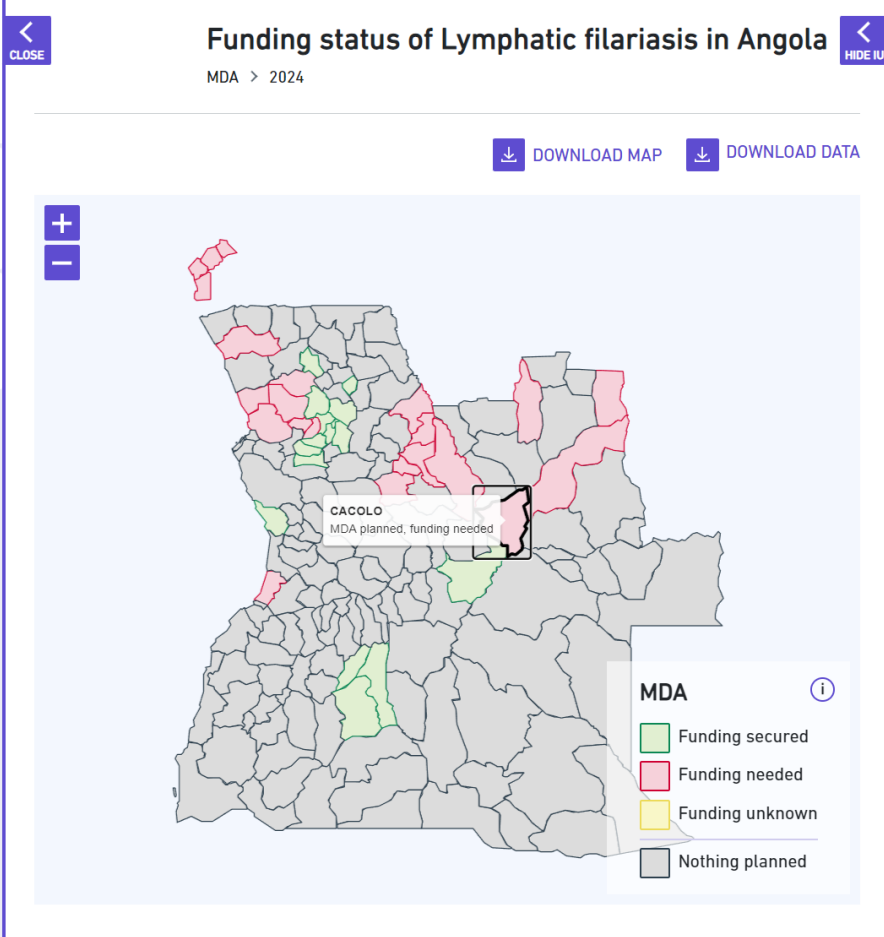 CLOSE
Funding status of Lymphatic filariasis in Angola
HIDE IU
MDA > 2024
DOWNLOAD MAP
DOWNLOAD DATA
+
−
CACOLO
MDA planned, funding needed
MDA
i
Funding secured
Funding needed
Funding unknown
Nothing planned